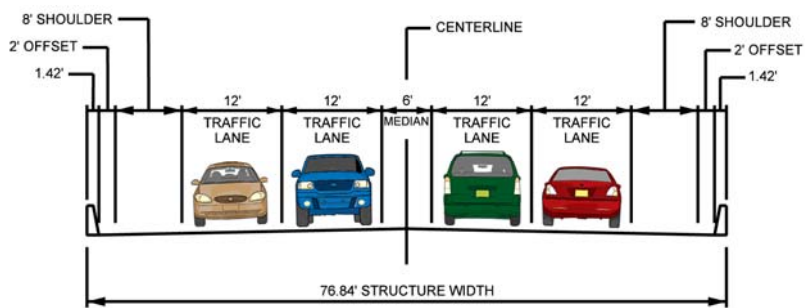 8' SHOULDER
CENTERLINE
8' SHOULDER
2' OFFSET
2' OFFSET
1.42'
1.42'
12'
12'
6'
12'
12'
TRAFFIC
LANE
TRAFFIC
LANE
MEDIAN
TRAFFIC
LANE
TRAFFIC
LANE
76.84' STRUCTURE WIDTH